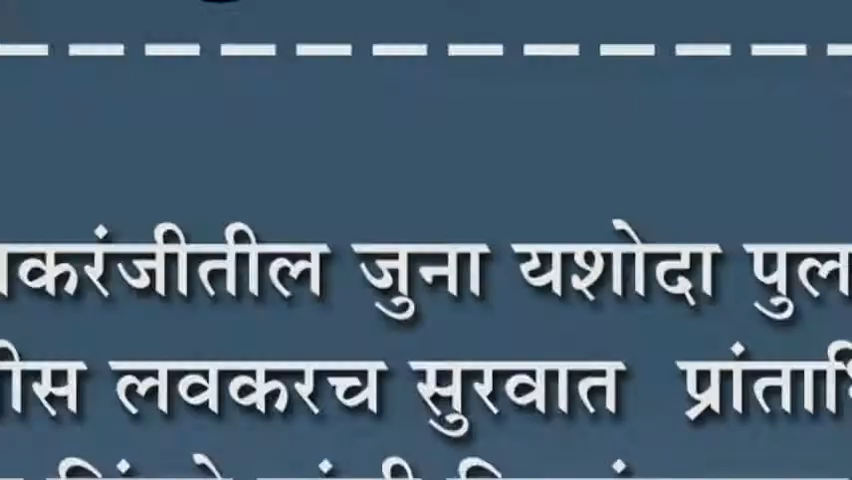 करंजीतील जुना यशोदा पुल
ीस लवकरच सुरवात प्रांताधि